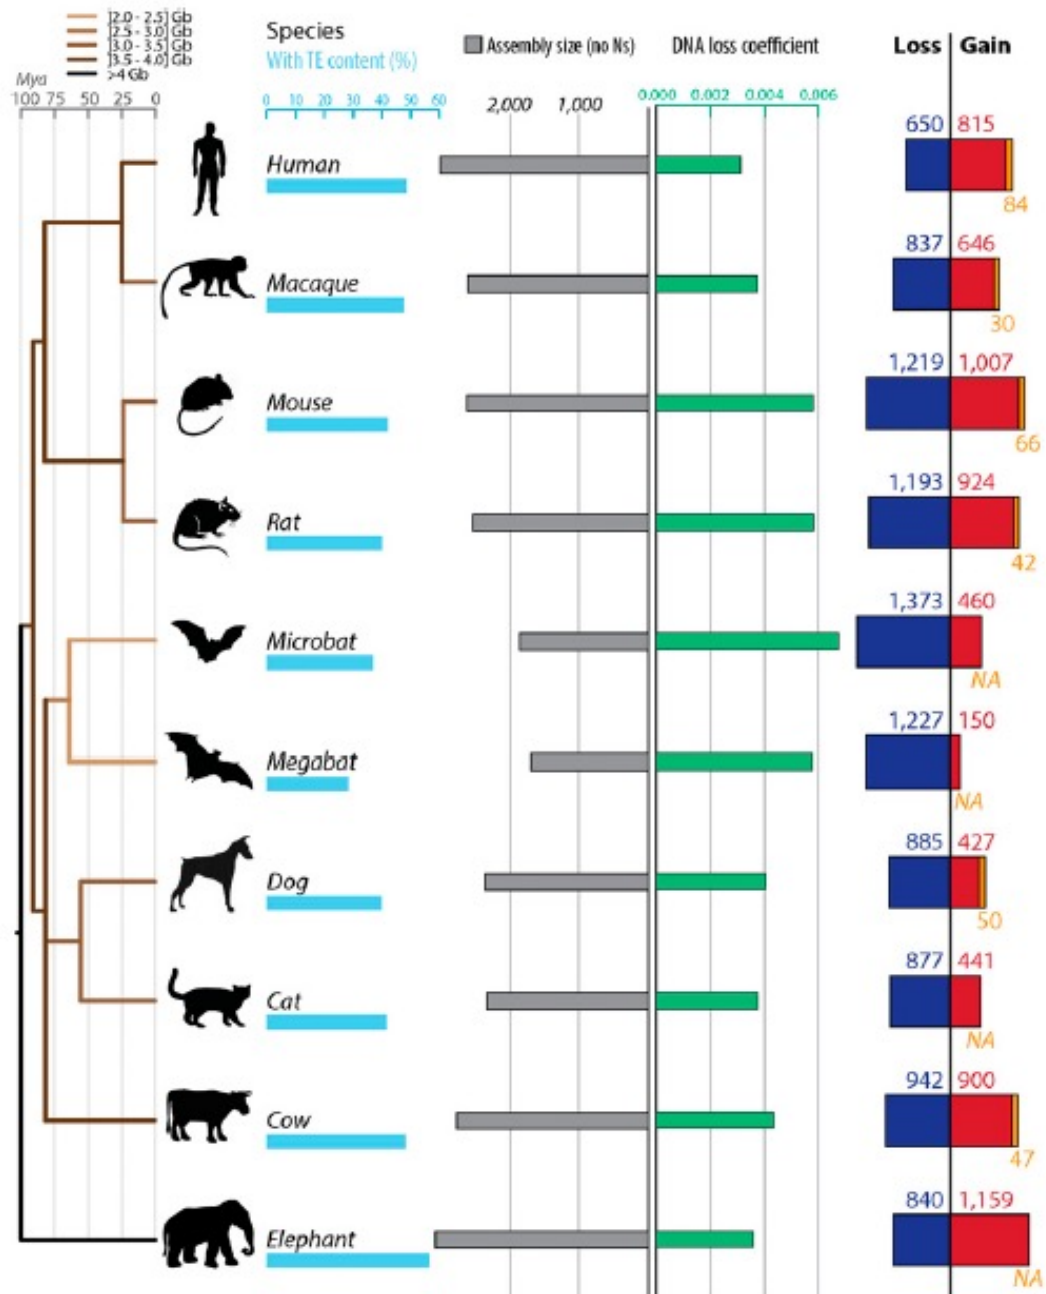 ]2.0 - 2.5] Gb
]2.5 - 3.0] Gb
]3.0 - 3.5] Gb
]3.5 - 4.0] Gb
>4 Gb
Species
With TE content (%)
Assembly size (no Ns)
DNA loss coefficient
Loss Gain
Mya
100 75 50 25 0
0 10 20 30 40 50 60
2,000 1,000
0.000 0.002 0.004 0.006
650 815
Human
84
837 646
Macaque
30
1,219 1,007
Mouse
66
1,193 924
Rat
42
1,373 460
Microbat
NA
1,227 150
Megabat
NA
885 427
Dog
50
877 441
Cat
NA
942 900
Cow
47
840 1,159
Elephant
NA